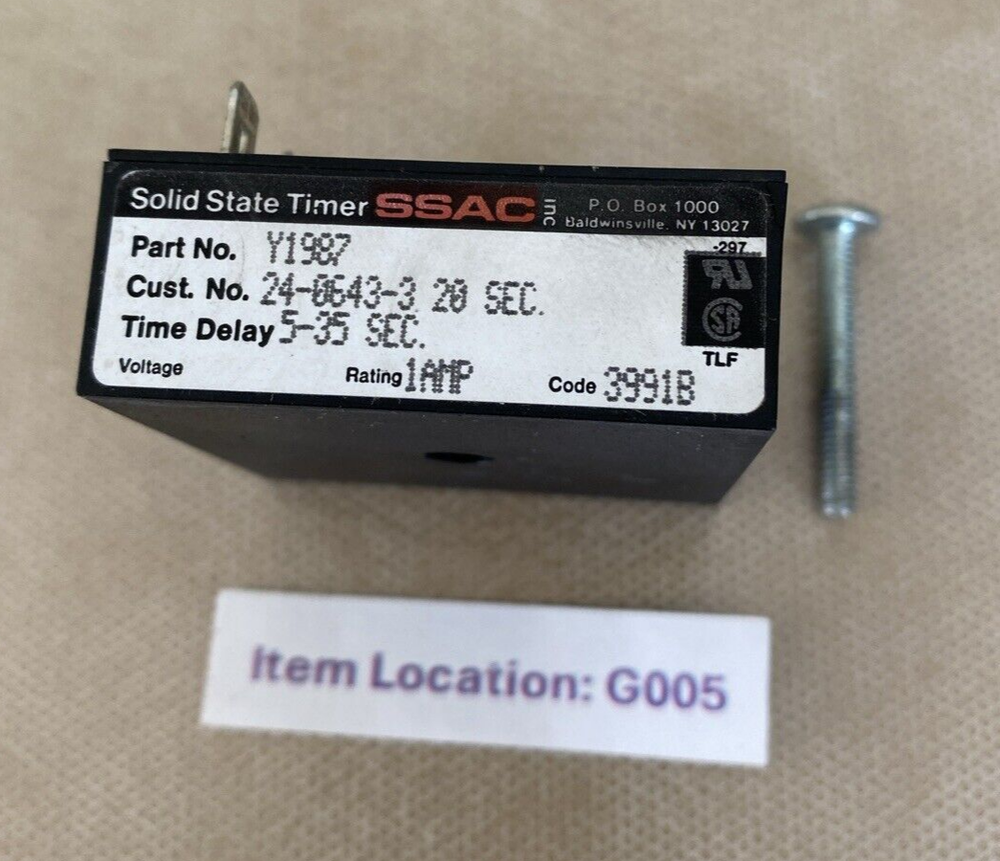 Solid State Timer SSAC INC P.O. Box 1000
Baldwinsville, NY 13027
-297
Part No. Y1987
Cust. No. 24-0643-3 20 SEC.
Time Delay 5-35 SEC.
TLF
Voltage Rating 1AMP Code 3991B
Item Location: G005